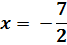 x = −7/2